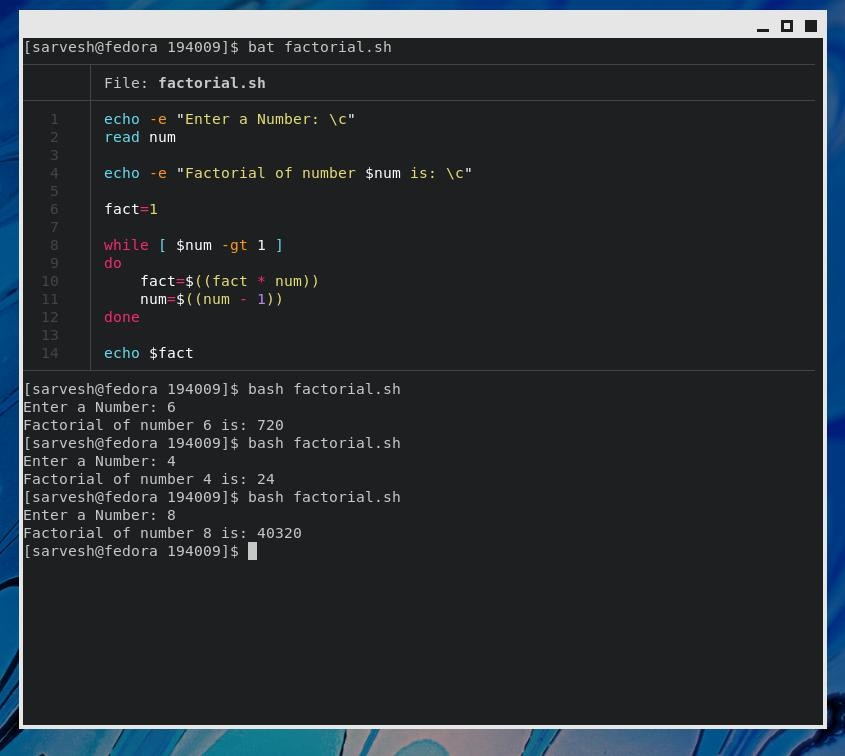 [sarvesh@fedora 194009]$ bat factorial.sh
File: factorial.sh
1 echo -e "Enter a Number: \c"
2 read num
3
4 echo -e "Factorial of number $num is: \c"
5
6 fact=1
7
8 while [ $num -gt 1 ]
9 do
10     fact=$((fact * num))
11     num=$((num - 1))
12 done
13
14 echo $fact
[sarvesh@fedora 194009]$ bash factorial.sh
Enter a Number: 6
Factorial of number 6 is: 720
[sarvesh@fedora 194009]$ bash factorial.sh
Enter a Number: 4
Factorial of number 4 is: 24
[sarvesh@fedora 194009]$ bash factorial.sh
Enter a Number: 8
Factorial of number 8 is: 40320
[sarvesh@fedora 194009]$